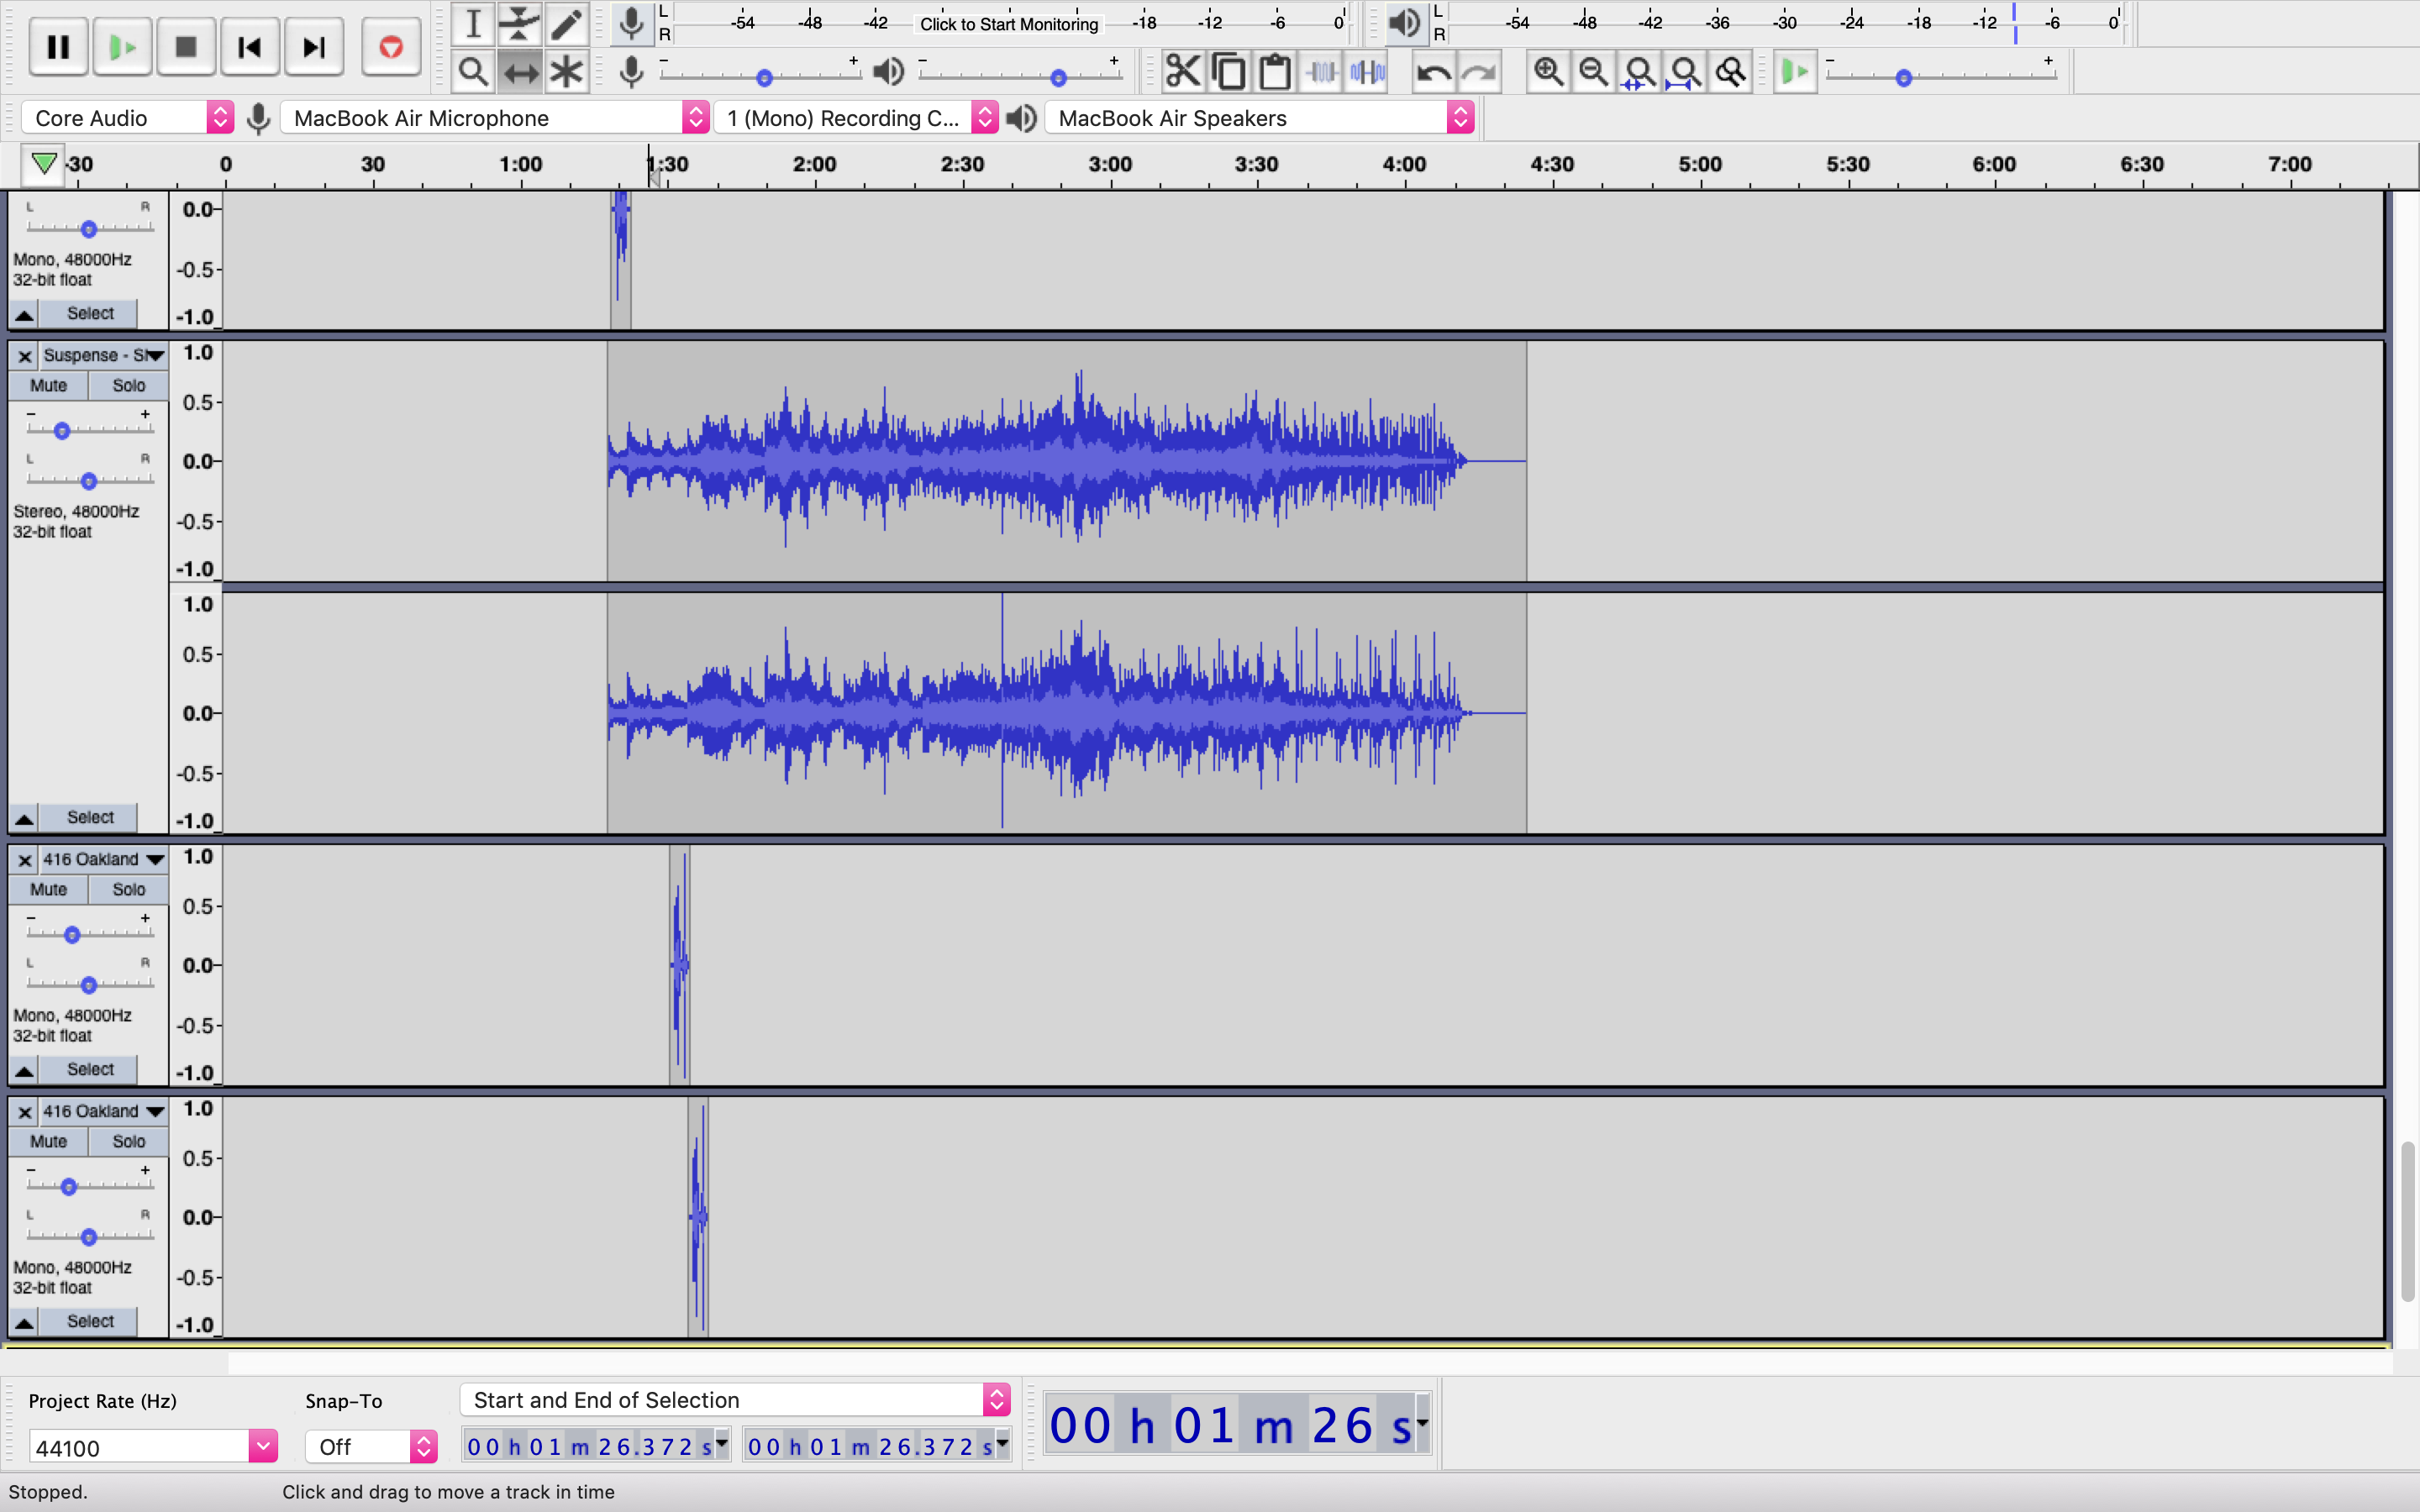 L -54 -48 -42 Click to Start Monitoring -18 -12 -6 0
R
L -54 -48 -42 -36 -30 -24 -18 -12 -6 0
R
- + - + - +
Core Audio MacBook Air Microphone 1 (Mono) Recording C... MacBook Air Speakers
-30 0 30 1:00 1:30 2:00 2:30 3:00 3:30 4:00 4:30 5:00 5:30 6:00 6:30 7:00
L R 0.0
Mono, 48000Hz
-0.5
32-bit float
Select -1.0
Suspense - 1.0
Mute Solo
- + 0.5
L R 0.0
Stereo, 48000Hz
-0.5
32-bit float
-1.0
1.0
0.5
0.0
-0.5
Select -1.0
416 Oakland 1.0
Mute Solo
- + 0.5
L R 0.0
Mono, 48000Hz
-0.5
32-bit float
Select -1.0
416 Oakland 1.0
Mute Solo
- + 0.5
L R 0.0
Mono, 48000Hz
-0.5
32-bit float
Select -1.0
Project Rate (Hz) Snap-To Start and End of Selection
44100 Off 00 h 01 m 26.372 s 00 h 01 m 26.372 s 00 h 01 m 26 s
Stopped. Click and drag to move a track in time